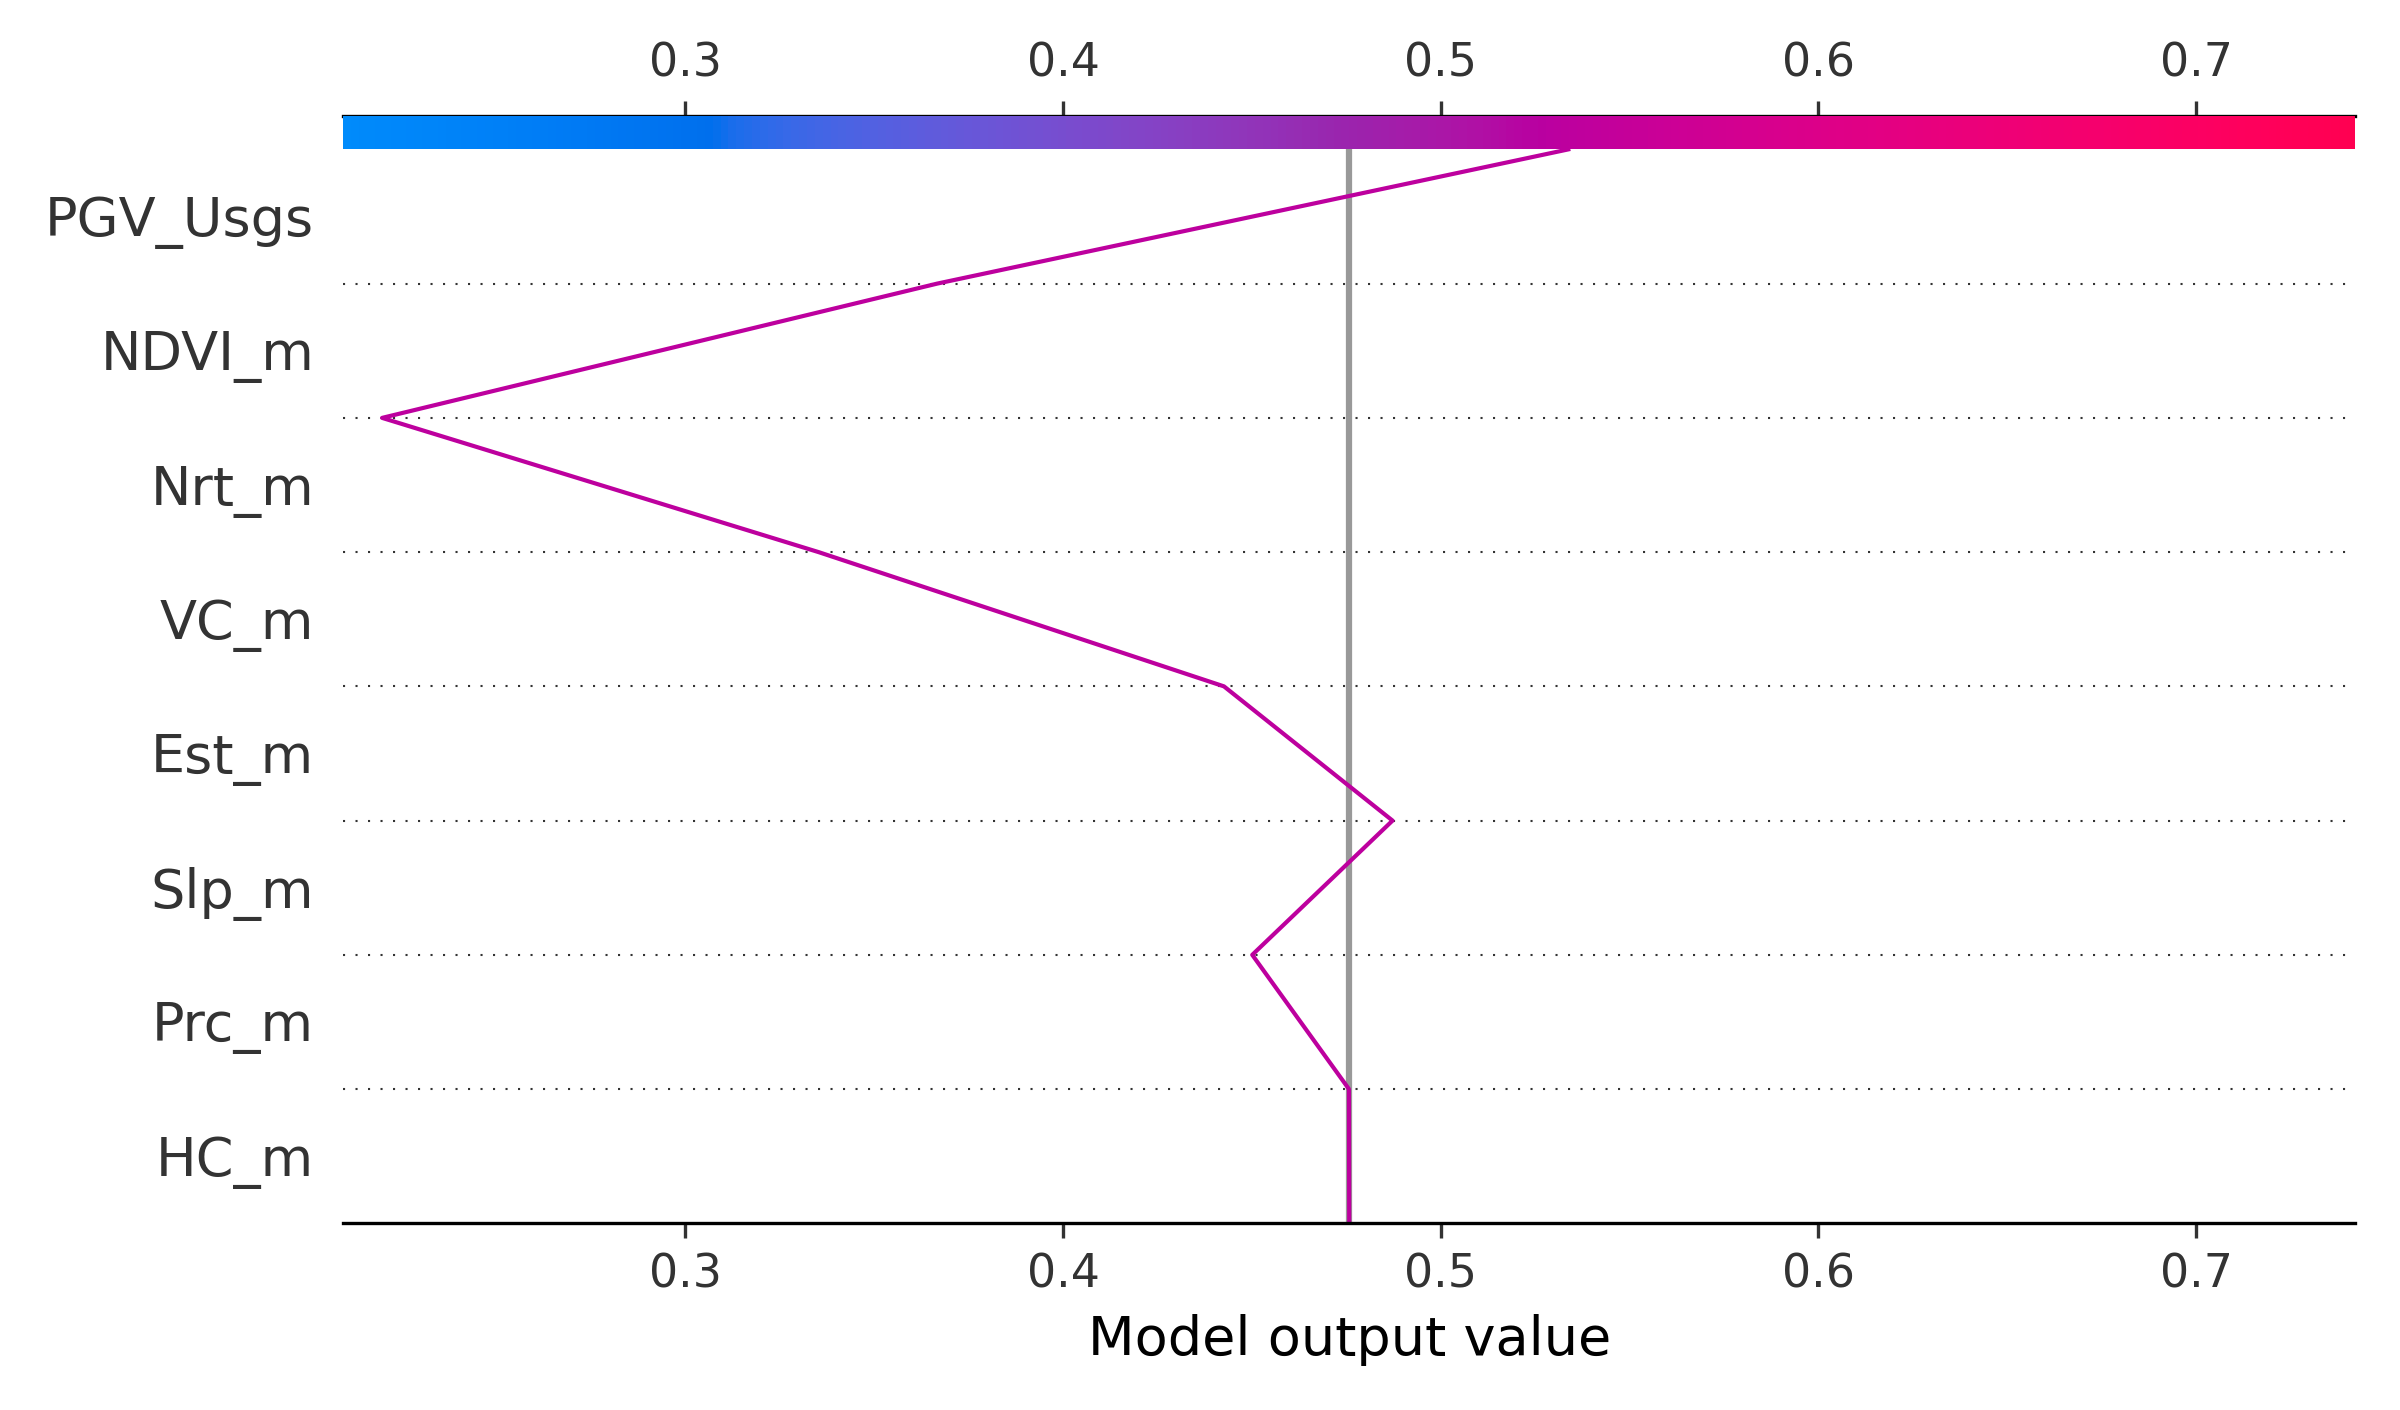 0.3 0.4 0.5 0.6 0.7
PGV_Usgs
NDVI_m
Nrt_m
VC_m
Est_m
Slp_m
Prc_m
HC_m
0.3 0.4 0.5 0.6 0.7
Model output value